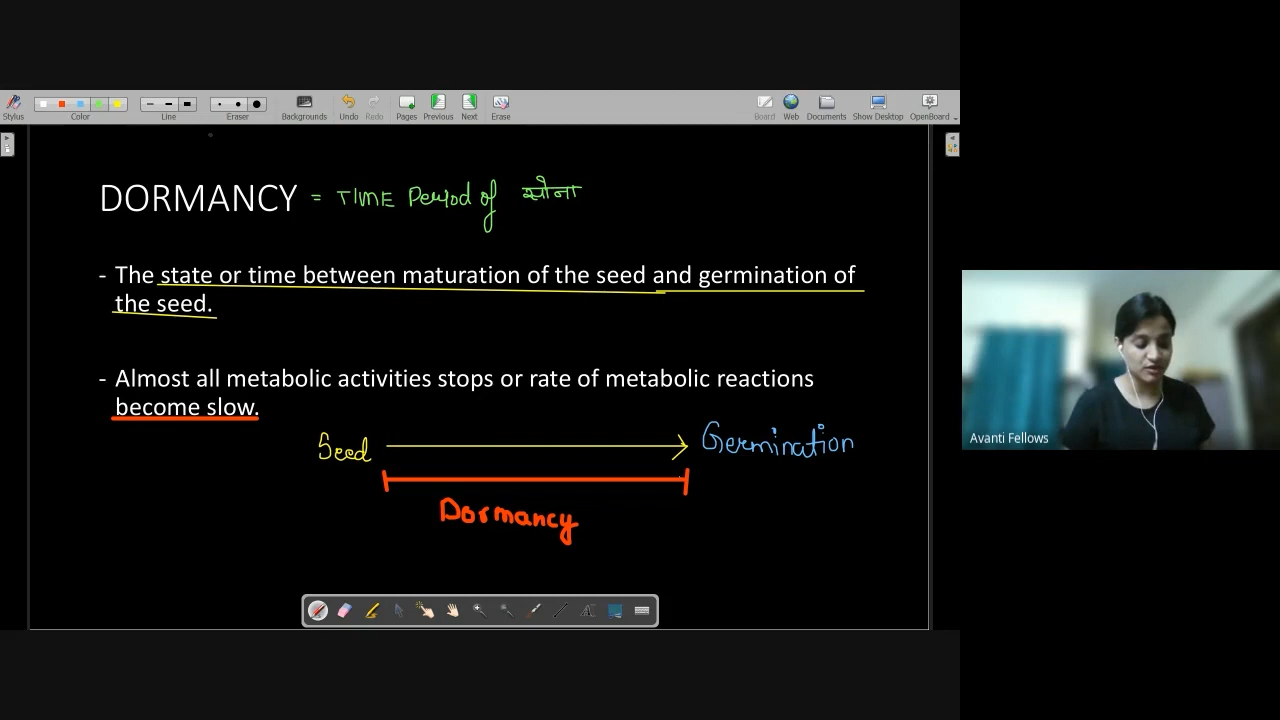 Stylus
Color
Line
Eraser
Backgrounds
Undo
Redo
Pages
Previous
Next
Erase
Board
Web
Documents
Show Desktop
OpenBoard
DORMANCY = TIME Period of सोना
- The state or time between maturation of the seed and germination of
the seed.
- Almost all metabolic activities stops or rate of metabolic reactions
become slow.
Seed
Germination
Dormancy
Avanti Fellows